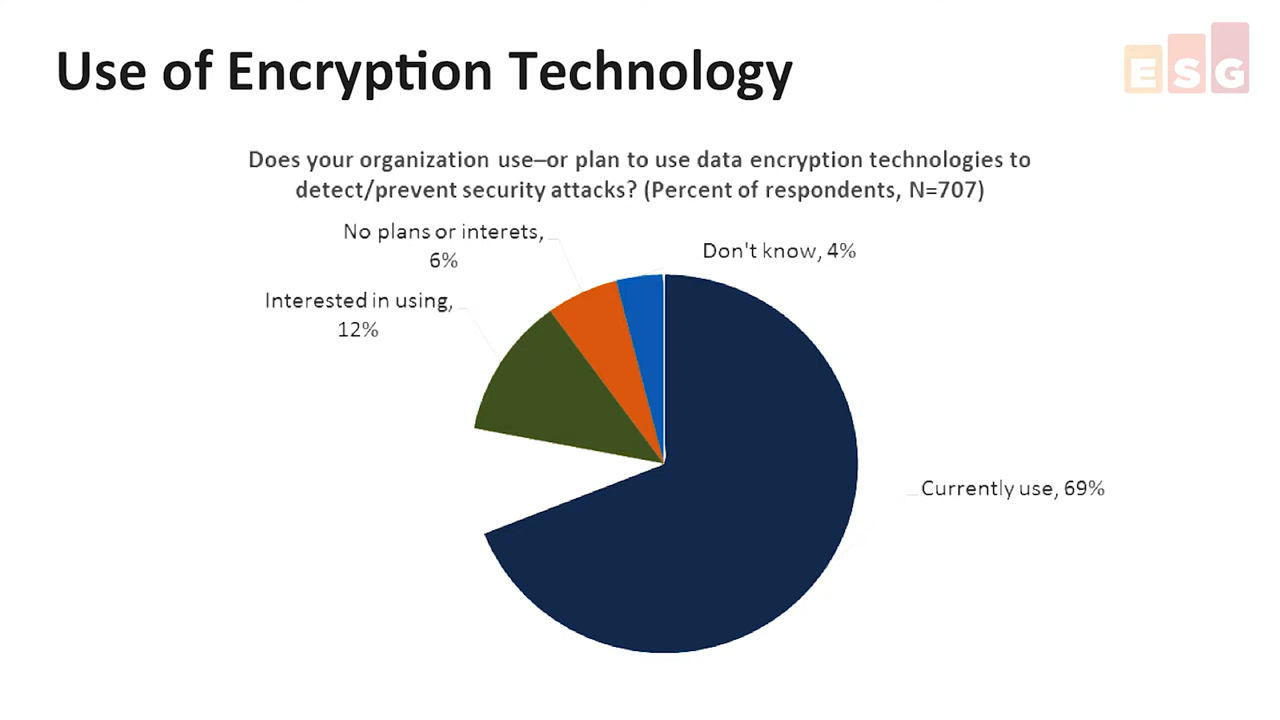 Use of Encryption Technology
ESG
Does your organization use–or plan to use data encryption technologies to
detect/prevent security attacks? (Percent of respondents, N=707)
No plans or interets,
6%
Don't know, 4%
Interested in using,
12%
Currently use, 69%